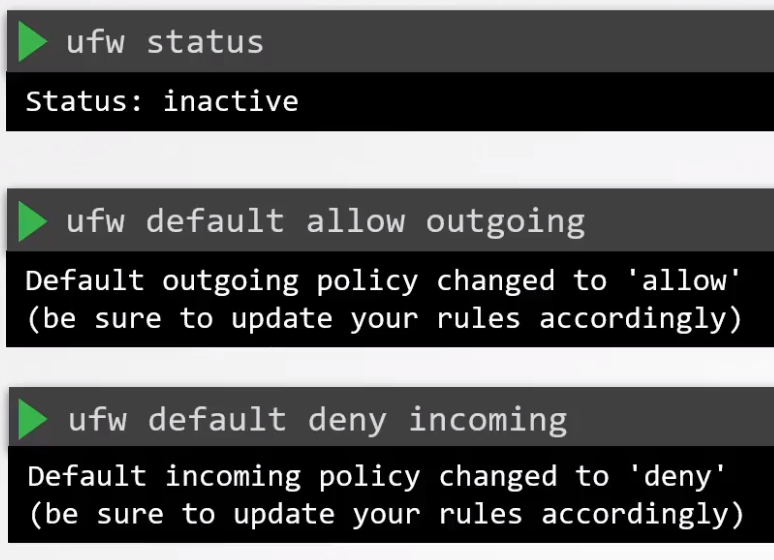 ufw status
Status: inactive
ufw default allow outgoing
Default outgoing policy changed to 'allow'
(be sure to update your rules accordingly)
ufw default deny incoming
Default incoming policy changed to 'deny'
(be sure to update your rules accordingly)